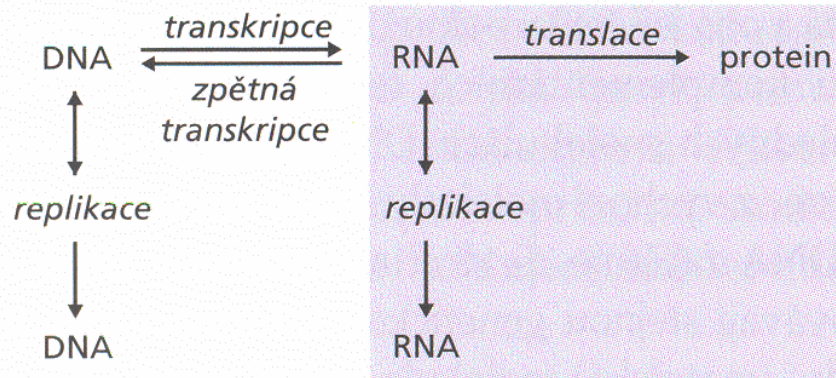 transkripce
DNA RNA translace protein
zpětná
transkripce
replikace replikace
DNA RNA